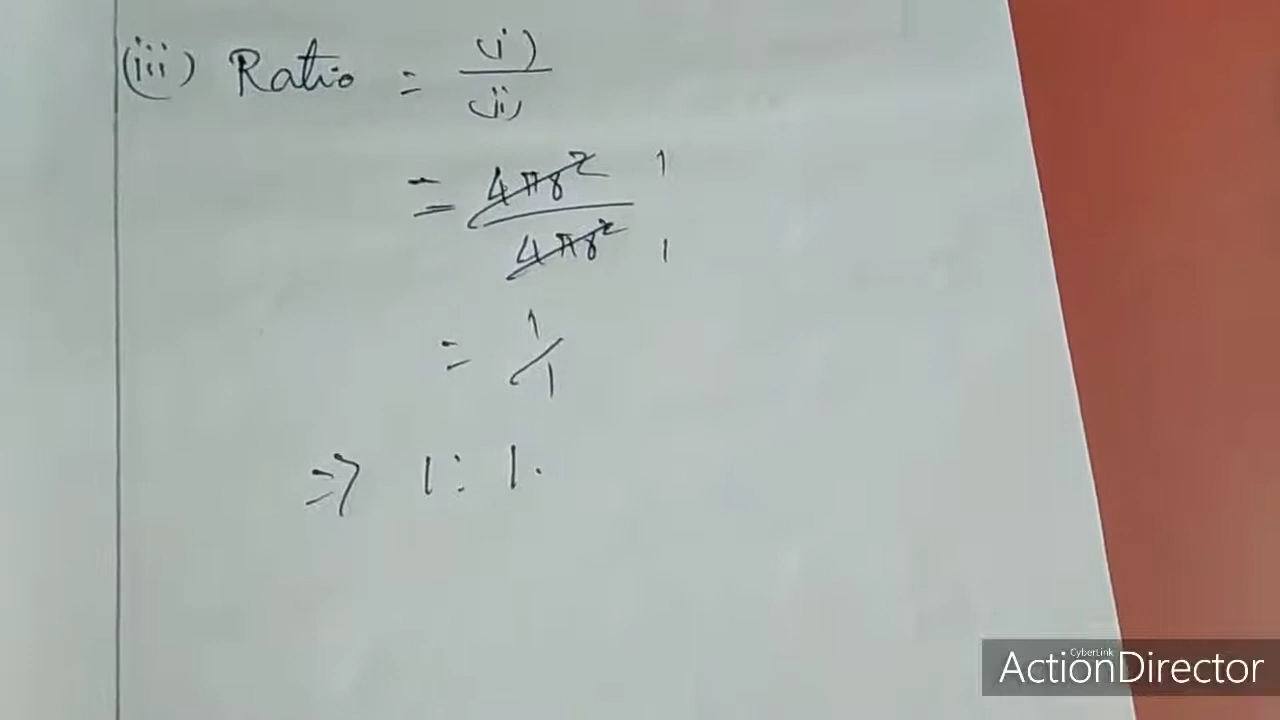 (iii) Ratio = (i)/(ii)
= 4πr²/4πr² 1 1
= 1/1
⇒ 1 : 1.
CyberLink
ActionDirector